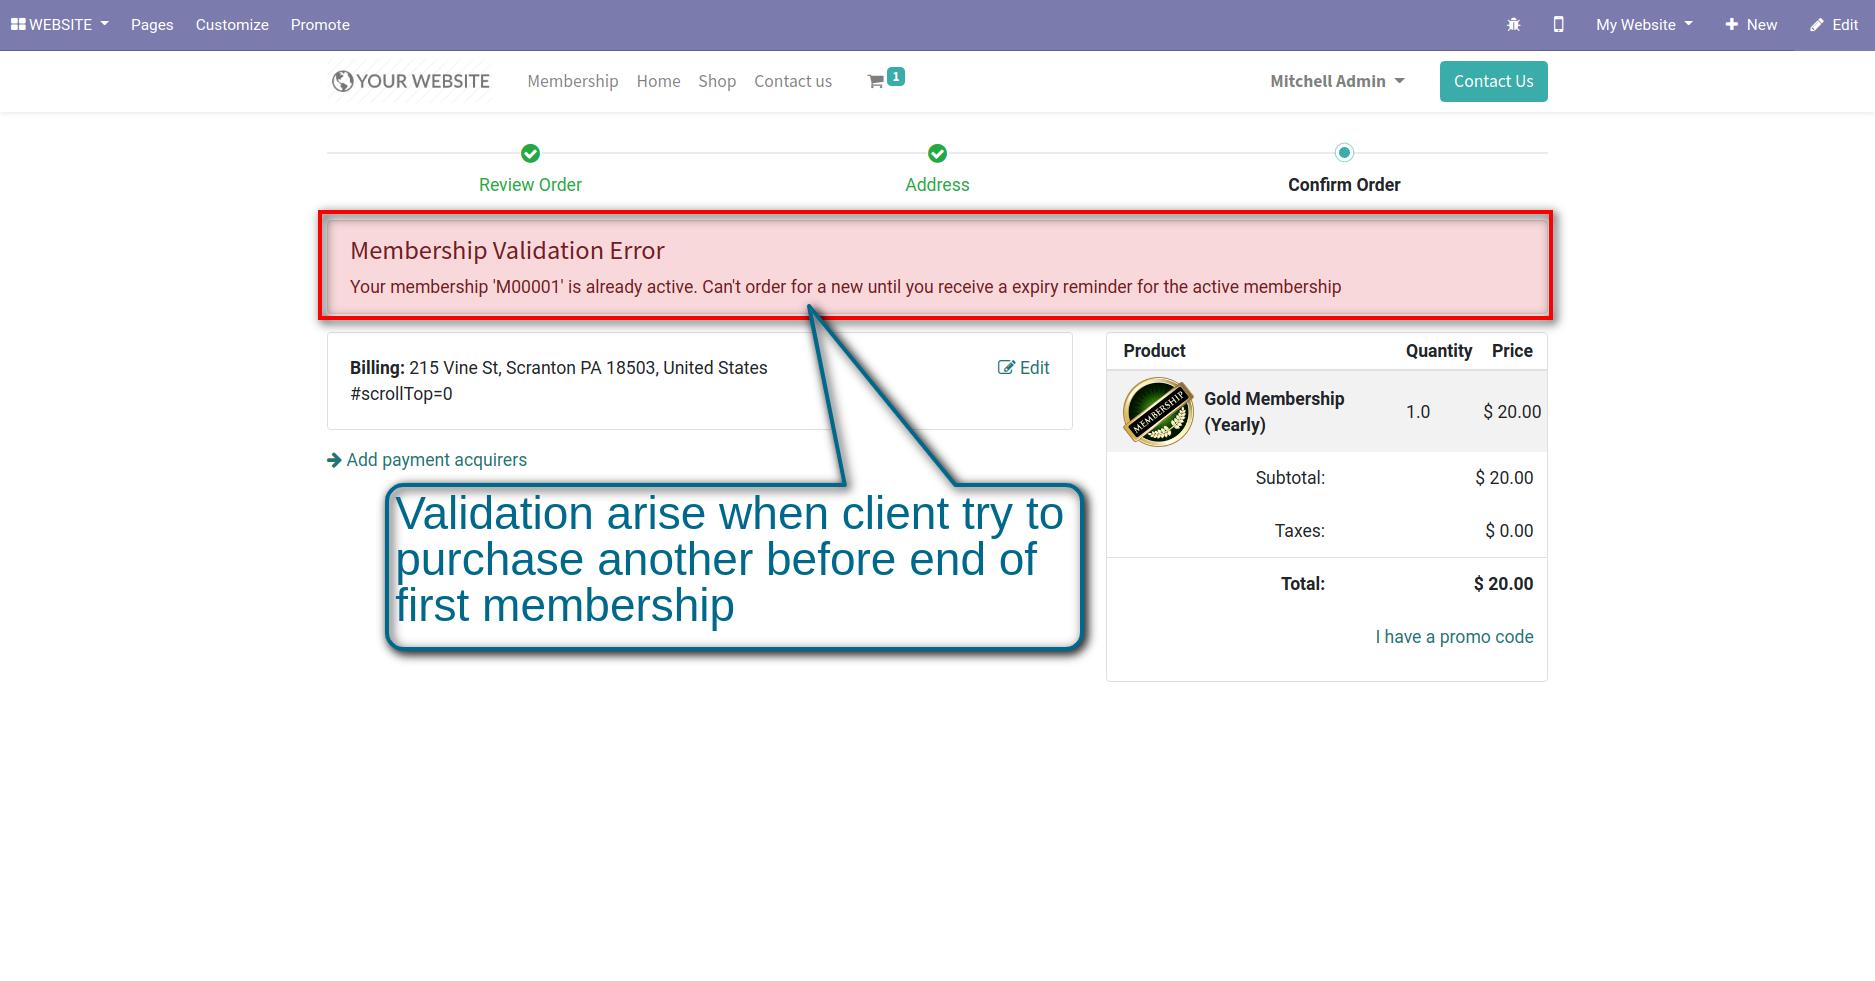 WEBSITE Pages Customize Promote My Website New Edit
YOUR WEBSITE Membership Home Shop Contact us 1 Mitchell Admin Contact Us
Review Order Address Confirm Order
Membership Validation Error
Your membership 'M00001' is already active. Can't order for a new until you receive a expiry reminder for the active membership
Billing: 215 Vine St, Scranton PA 18503, United States Edit
#scrollTop=0
Add payment acquirers
Validation arise when client try to
purchase another before end of
first membership
Product Quantity Price
MEMBERSHIP
Gold Membership 1.0 $ 20.00
(Yearly)
Subtotal: $ 20.00
Taxes: $ 0.00
Total: $ 20.00
I have a promo code